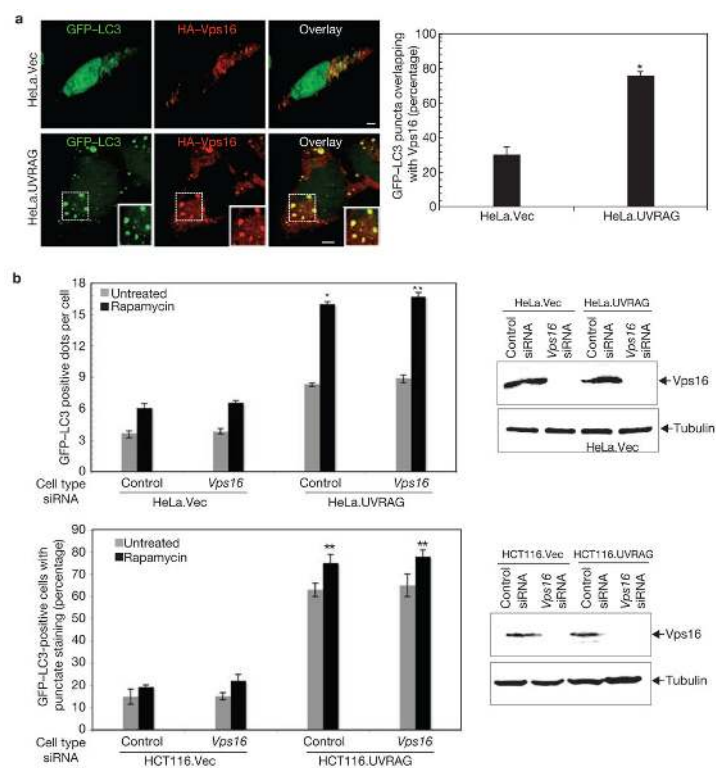 a
GFP–LC3
HA–Vps16
Overlay
HeLa.Vec
GFP–LC3
HA–Vps16
Overlay
HeLa.UVRAG
GFP–LC3 puncta overlapping
with Vps16 (percentage)
100
80
60
40
20
0
*
HeLa.Vec
HeLa.UVRAG
b
GFP–LC3 positive dots per cell
18
15
12
9
6
3
0
Untreated
Rapamycin
*
**
Cell type
siRNA
Control
Vps16
Control
Vps16
HeLa.Vec
HeLa.UVRAG
HeLa.Vec
HeLa.UVRAG
Control
siRNA
Vps16
siRNA
Control
siRNA
Vps16
siRNA
Vps16
Tubulin
HeLa.Vec
GFP–LC3-positive cells with
punctate staining (percentage)
90
80
70
60
50
40
30
20
10
0
Untreated
Rapamycin
**
**
Cell type
siRNA
Control
Vps16
Control
Vps16
HCT116.Vec
HCT116.UVRAG
HCT116.Vec
HCT116.UVRAG
Control
siRNA
Vps16
siRNA
Control
siRNA
Vps16
siRNA
Vps16
Tubulin